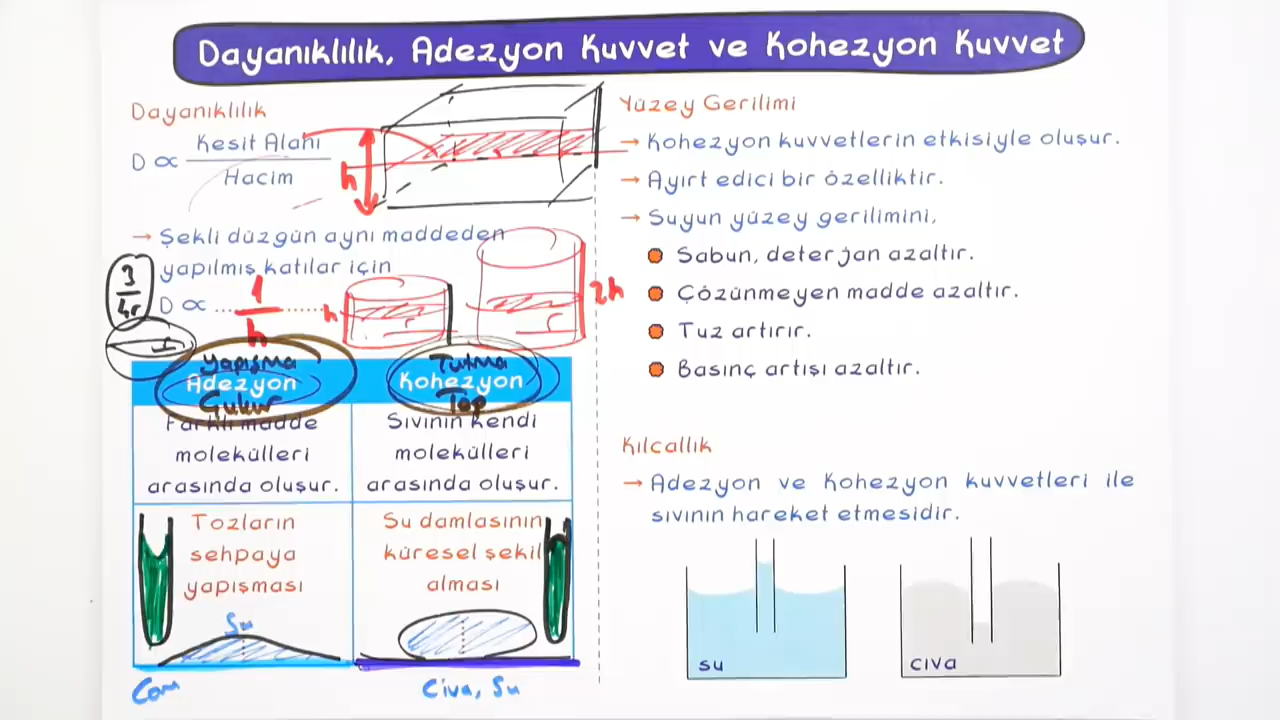 Dayanıklılık, Adezyon Kuvvet ve Kohezyon Kuvvet
Dayanıklılık
D ∝ Kesit Alanı
Hacim
h
→ Şekli düzgün aynı maddeden
yapılmış katılar için
3
4r
D ∝ ... 1 ......
h
r
h
r
2h
r
Yapışma
Adezyon
Çukur
Tutma
Kohezyon
Top
Farklı madde
molekülleri
arasında oluşur.
Sıvının kendi
molekülleri
arasında oluşur.
Tozların
sehpaya
yapışması
Su damlasının
küresel şekil
alması
Su
Cam
Civa, Su
Yüzey Gerilimi
→ Kohezyon kuvvetlerin etkisiyle oluşur.
→ Ayırt edici bir özelliktir.
→ Suyun yüzey gerilimini,
Sabun, deterjan azaltır.
Çözünmeyen madde azaltır.
Tuz artırır.
Basınç artışı azaltır.
Kılcallık
→ Adezyon ve Kohezyon kuvvetleri ile
sıvının hareket etmesidir.
su
civa